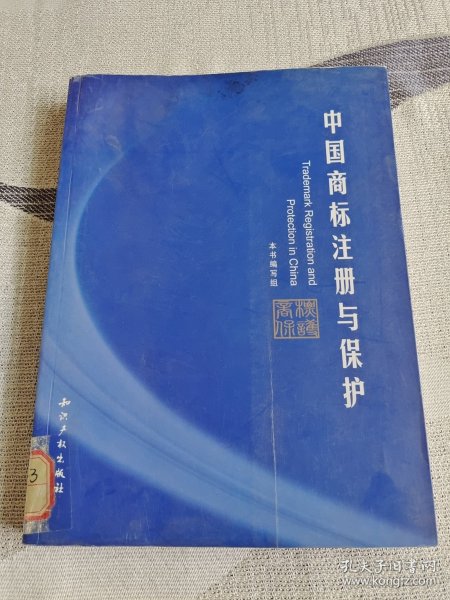 中国商标注册与保护
Trademark Registration and
Protection in China
本书编写组
商标
保護
知识产权出版社
3
孔夫子旧书网
www.kongfz.com